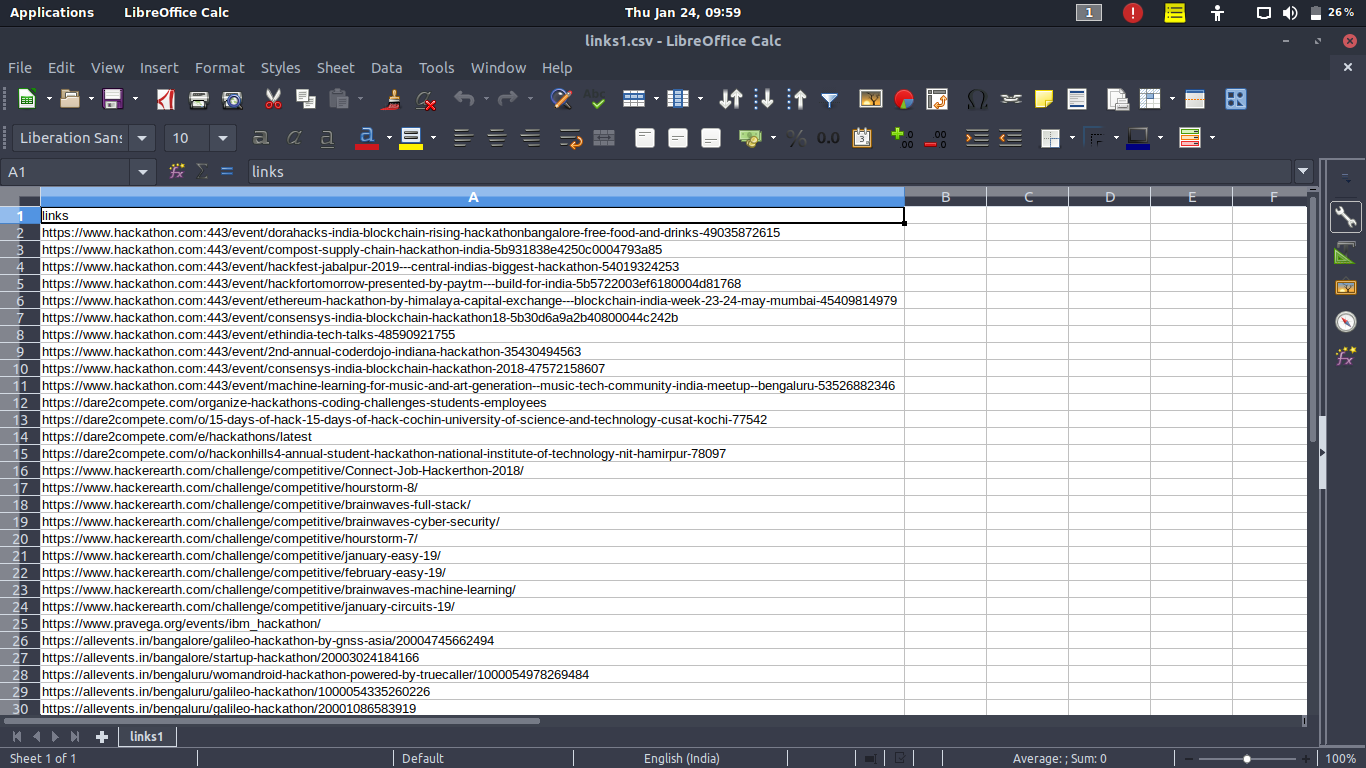 Applications LibreOffice Calc Thu Jan 24, 09:59 1 26%
links1.csv - LibreOffice Calc
File Edit View Insert Format Styles Sheet Data Tools Window Help
Liberation Sans 10 0.0
A1 links
A B C D E F
1 links
2 https://www.hackathon.com:443/event/dorahacks-india-blockchain-rising-hackathonbangalore-free-food-and-drinks-49035872615
3 https://www.hackathon.com:443/event/compost-supply-chain-hackathon-india-5b931838e4250c0004793a85
4 https://www.hackathon.com:443/event/hackfest-jabalpur-2019---central-indias-biggest-hackathon-54019324253
5 https://www.hackathon.com:443/event/hackfortomorrow-presented-by-paytm---build-for-india-5b5722003ef6180004d81768
6 https://www.hackathon.com:443/event/ethereum-hackathon-by-himalaya-capital-exchange---blockchain-india-week-23-24-may-mumbai-45409814979
7 https://www.hackathon.com:443/event/consensys-india-blockchain-hackathon18-5b30d6a9a2b40800044c242b
8 https://www.hackathon.com:443/event/ethindia-tech-talks-48590921755
9 https://www.hackathon.com:443/event/2nd-annual-coderdojo-indiana-hackathon-35430494563
10 https://www.hackathon.com:443/event/consensys-india-blockchain-hackathon-2018-47572158607
11 https://www.hackathon.com:443/event/machine-learning-for-music-and-art-generation--music-tech-community-india-meetup--bengaluru-53526882346
12 https://dare2compete.com/organize-hackathons-coding-challenges-students-employees
13 https://dare2compete.com/o/15-days-of-hack-15-days-of-hack-cochin-university-of-science-and-technology-cusat-kochi-77542
14 https://dare2compete.com/e/hackathons/latest
15 https://dare2compete.com/o/hackonhills4-annual-student-hackathon-national-institute-of-technology-nit-hamirpur-78097
16 https://www.hackerearth.com/challenge/competitive/Connect-Job-Hackerthon-2018/
17 https://www.hackerearth.com/challenge/competitive/hourstorm-8/
18 https://www.hackerearth.com/challenge/competitive/brainwaves-full-stack/
19 https://www.hackerearth.com/challenge/competitive/brainwaves-cyber-security/
20 https://www.hackerearth.com/challenge/competitive/hourstorm-7/
21 https://www.hackerearth.com/challenge/competitive/january-easy-19/
22 https://www.hackerearth.com/challenge/competitive/february-easy-19/
23 https://www.hackerearth.com/challenge/competitive/brainwaves-machine-learning/
24 https://www.hackerearth.com/challenge/competitive/january-circuits-19/
25 https://www.pravega.org/events/ibm_hackathon/
26 https://allevents.in/bangalore/galileo-hackathon-by-gnss-asia/20004745662494
27 https://allevents.in/bangalore/startup-hackathon/20003024184166
28 https://allevents.in/bengaluru/womandroid-hackathon-powered-by-truecaller/1000054978269484
29 https://allevents.in/bengaluru/galileo-hackathon/1000054335260226
30 https://allevents.in/bengaluru/galileo-hackathon/20001086583919
links1
Sheet 1 of 1 Default English (India) Average: ; Sum: 0 100%